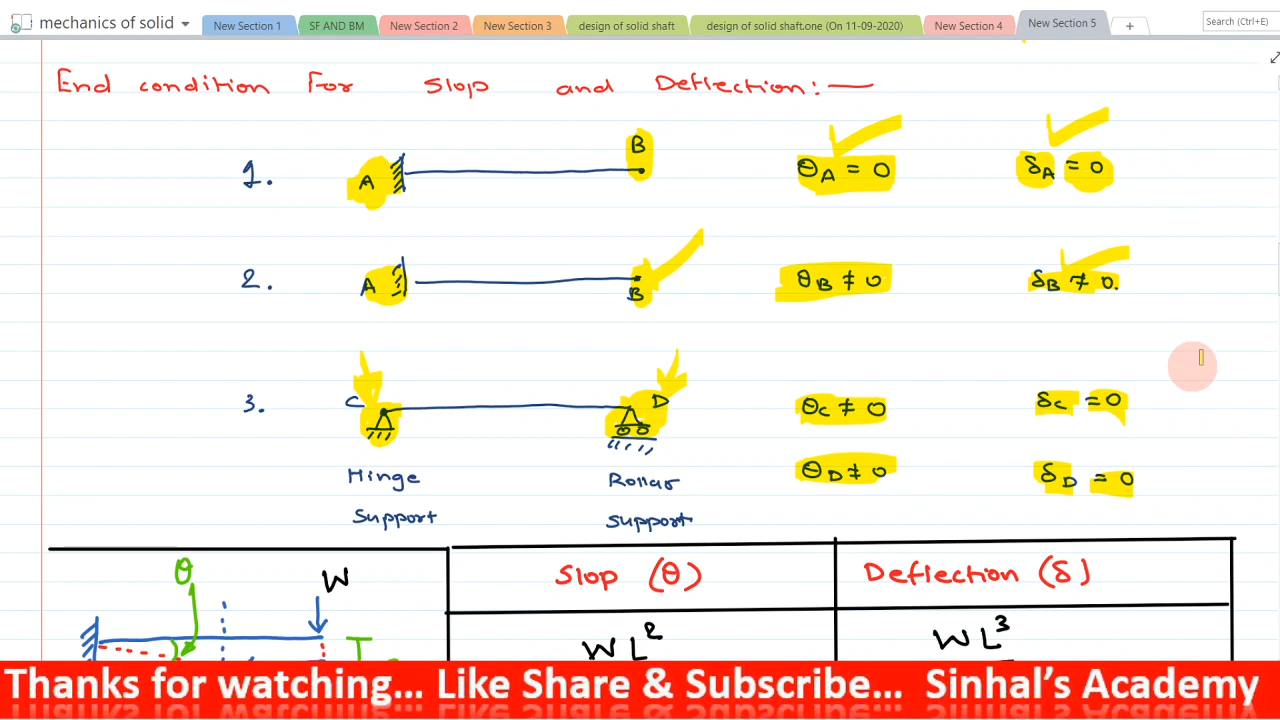 mechanics of solid
New Section 1
SF AND BM
New Section 2
New Section 3
design of solid shaft
design of solid shaft.one (On 11-09-2020)
New Section 4
New Section 5
+
Search (Ctrl+E)
End condition For Slop and Deflection:—
1. A B θA = 0 δA = 0
2. A B θB ≠ 0 δB ≠ 0.
3. C D θC ≠ 0 δC = 0
θD ≠ 0 δD = 0
Hinge Support
Rollar Support
θ W
Slop (θ) Deflection (δ)
WL² WL³
Thanks for watching... Like Share & Subscribe... Sinhal's Academy